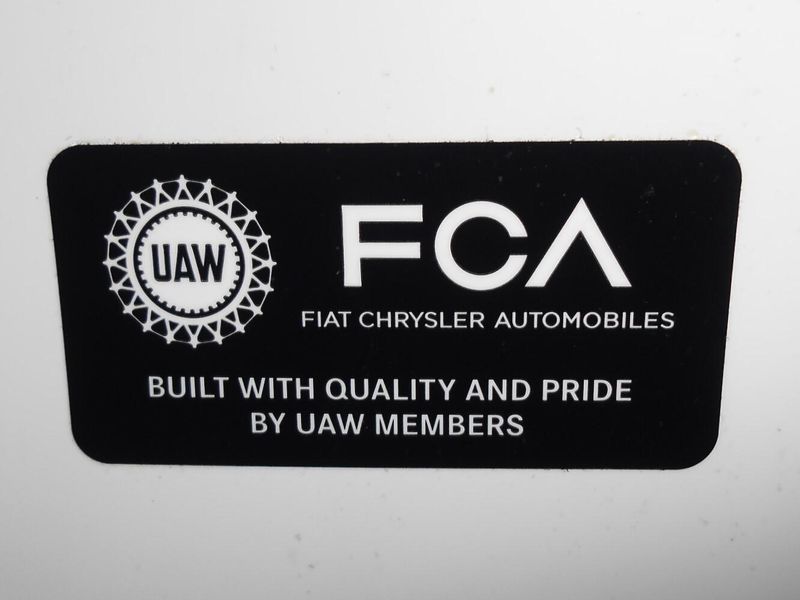 UAW
FCA
FIAT CHRYSLER AUTOMOBILES
BUILT WITH QUALITY AND PRIDE
BY UAW MEMBERS